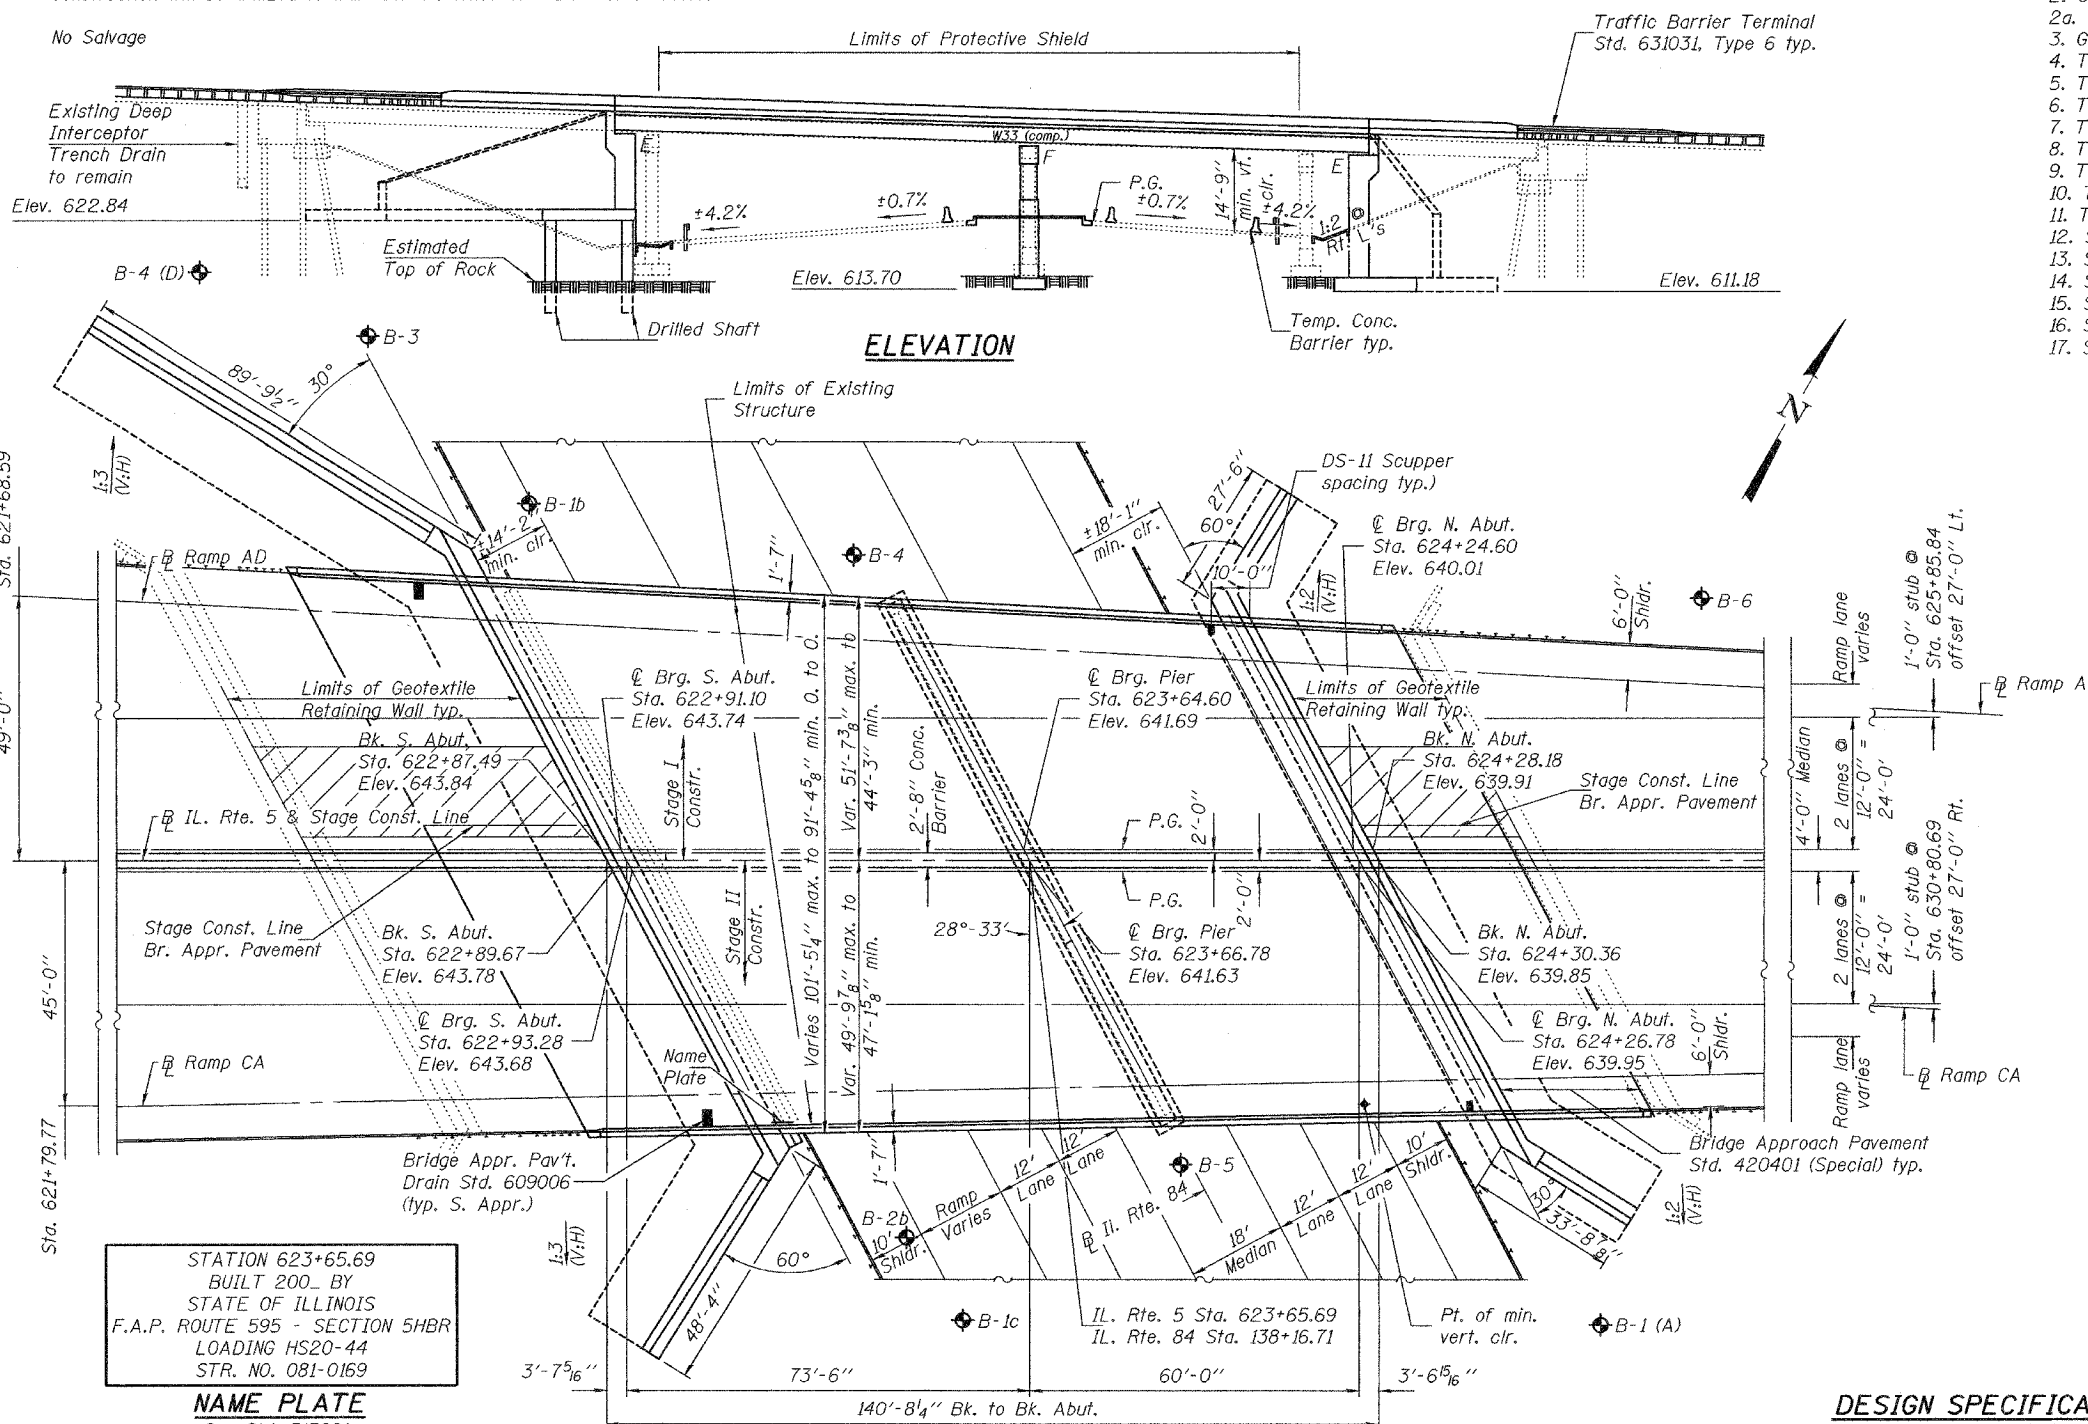 No Salvage
Limits of Protective Shield
Traffic Barrier Terminal
Std. 631031, Type 6 typ.
2a.
3. G
4. T
5. T
6. T
7. T
8. T
9. T
10. T
11. T
12. S
13. S
14. S
15. S
16. S
17. S
Existing Deep
Interceptor
Trench Drain
to remain
Elev. 622.84
W33 (comp.)
E
F
E
14'-9"
min. vt.
clr.
P.G.
±0.7%
±0.7%
±4.2%
±4.2%
1:2
Rt. L's
Estimated
Top of Rock
Elev. 613.70
Elev. 611.18
Drilled Shaft
Temp. Conc.
Barrier typ.
ELEVATION
B-4 (D)
B-3
89'-9½"
30°
Limits of Existing
Structure
N
Sta. 621+68.59
1:3
(V:H)
B-1b
±14'-2"
min. clr.
1'-7"
B-4
±18'-1"
min. clr.
27'-6"
60°
10'-0"
DS-11 Scupper
spacing typ.)
℄ Brg. N. Abut.
Sta. 624+24.60
Elev. 640.01
1:2
(V:H)
6'-0"
Shldr.
B-6
Ramp lane
varies
1'-0" stub @
Sta. 625+85.84
offset 27'-0" Lt.
℄ Ramp AD
49'-0"
Limits of Geotextile
Retaining Wall typ.
℄ Brg. S. Abut.
Sta. 622+91.10
Elev. 643.74
℄ Brg. Pier
Sta. 623+64.60
Elev. 641.69
Limits of Geotextile
Retaining Wall typ.
℄ Ramp A
Bk. S. Abut.
Sta. 622+87.49
Elev. 643.84
Stage I
Constr.
Varies 101'-5¼" max. to 91'-4⅝" min. O. to O.
Var. 51'-7⅜" max. to
44'-3" min.
2'-8" Conc.
Barrier
Bk. N. Abut.
Sta. 624+28.18
Elev. 639.91
Stage Const. Line
Br. Appr. Pavement
4'-0" Median
2 lanes @
12'-0" =
24'-0'
℄ IL. Rte. 5 & Stage Const. Line
P.G.
2'-0"
P.G.
2'-0"
Stage Const. Line
Br. Appr. Pavement
Bk. S. Abut.
Sta. 622+89.67
Elev. 643.78
Stage II
Constr.
Var. 49'-9⅞" max. to
47'-1⅝" min.
28°-33'
℄ Brg. Pier
Sta. 623+66.78
Elev. 641.63
Bk. N. Abut.
Sta. 624+30.36
Elev. 639.85
2 lanes @
12'-0" =
24'-0'
1'-0" stub @
Sta. 630+80.69
offset 27'-0" Rt.
45'-0"
℄ Brg. S. Abut.
Sta. 622+93.28
Elev. 643.68
℄ Brg. N. Abut.
Sta. 624+26.78
Elev. 639.95
6'-0"
Shldr.
℄ Ramp CA
Name
Plate
Ramp lane
varies
℄ Ramp CA
Sta. 621+79.77
Bridge Appr. Pav't.
Drain Std. 609006
(typ. S. Appr.)
1'-7"
12'
Lane
12'
Lane
Ramp
Varies
10'
Shldr.
B-2b
B-5
℄ Il. Rte. 84
18'
Median
12'
Lane
12'
Lane
10'
Shldr.
Bridge Approach Pavement
Std. 420401 (Special) typ.
30°
33'-8⅞"
1:2
(V:H)
1:3
(V:H)
60°
48'-4"
STATION 623+65.69
BUILT 200_ BY
STATE OF ILLINOIS
F.A.P. ROUTE 595 - SECTION 5HBR
LOADING HS20-44
STR. NO. 081-0169
NAME PLATE
B-1c
IL. Rte. 5 Sta. 623+65.69
IL. Rte. 84 Sta. 138+16.71
Pt. of min.
vert. clr.
B-1 (A)
3'-7⁵⁄₁₆"
73'-6"
60'-0"
3'-6¹⁵⁄₁₆"
140'-8¼" Bk. to Bk. Abut.
DESIGN SPECIFICA